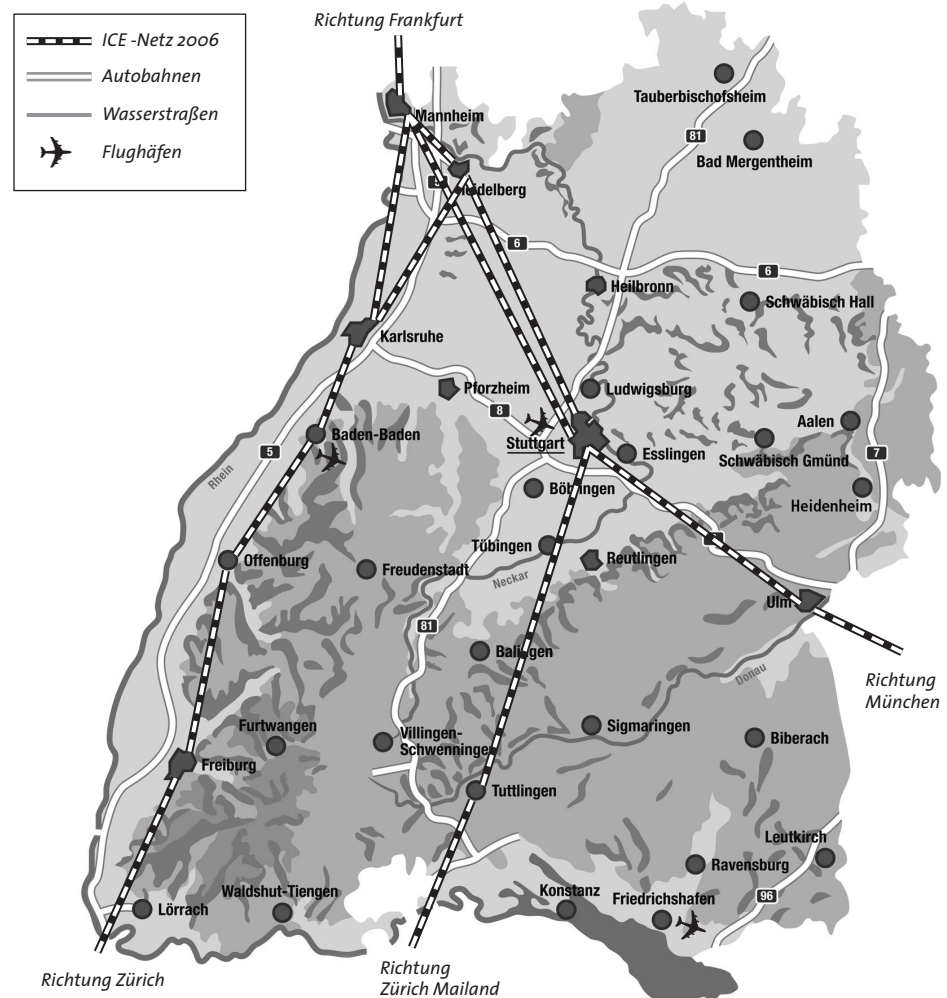 Richtung Frankfurt
ICE -Netz 2006
Autobahnen
Wasserstraßen
Flughäfen
Mannheim
Tauberbischofsheim
81
Bad Mergentheim
Heidelberg
6
6
Heilbronn
Schwäbisch Hall
Karlsruhe
Pforzheim
Ludwigsburg
8
Aalen
Baden-Baden
Stuttgart
Esslingen
Schwäbisch Gmünd
5
7
Rhein
Böblingen
Heidenheim
Tübingen
Offenburg
Freudenstadt
Neckar
Reutlingen
Ulm
81
Balingen
Donau
Richtung
München
Furtwangen
Villingen-
Schwenningen
Sigmaringen
Biberach
Freiburg
Tuttlingen
Leutkirch
Ravensburg
Waldshut-Tiengen
Konstanz
Friedrichshafen
96
Lörrach
Richtung Zürich
Richtung
Zürich Mailand